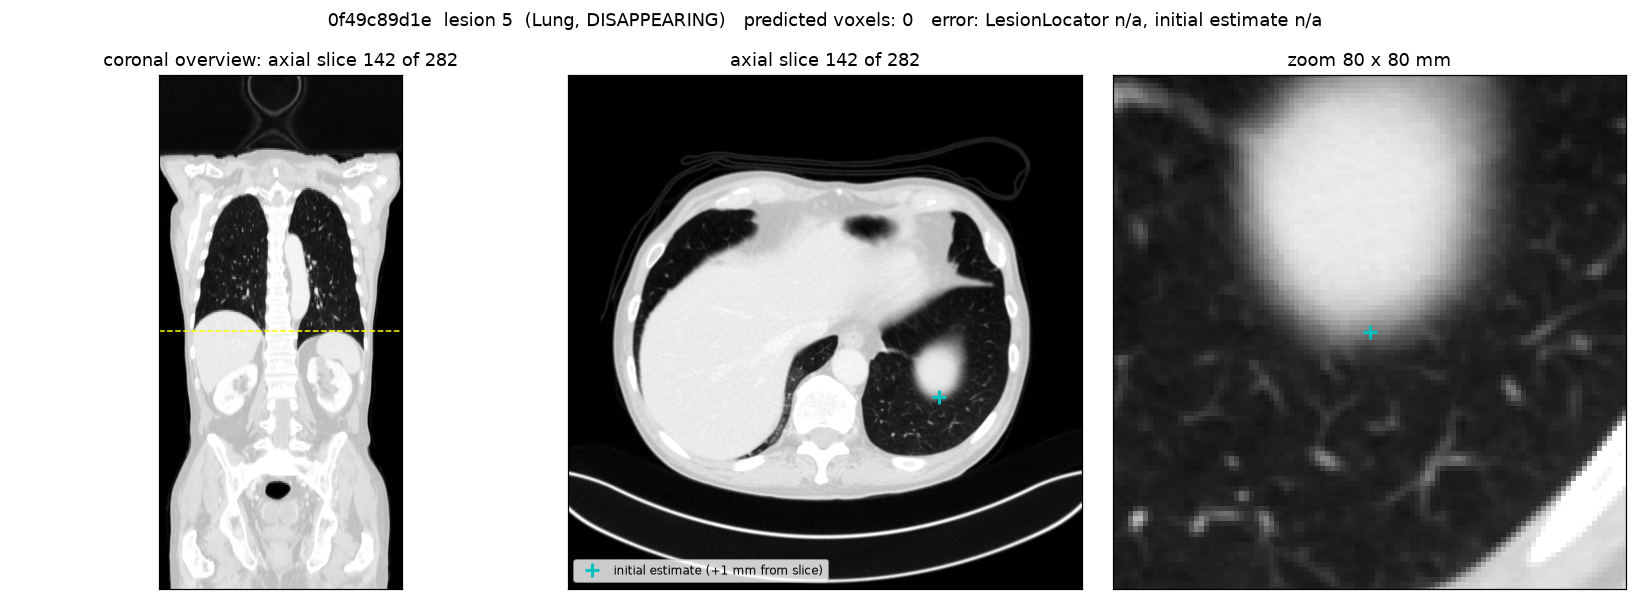 0f49c89d1e  lesion 5  (Lung, DISAPPEARING)   predicted voxels: 0   error: LesionLocator n/a, initial estimate n/a
coronal overview: axial slice 142 of 282
axial slice 142 of 282
zoom 80 x 80 mm
initial estimate (+1 mm from slice)